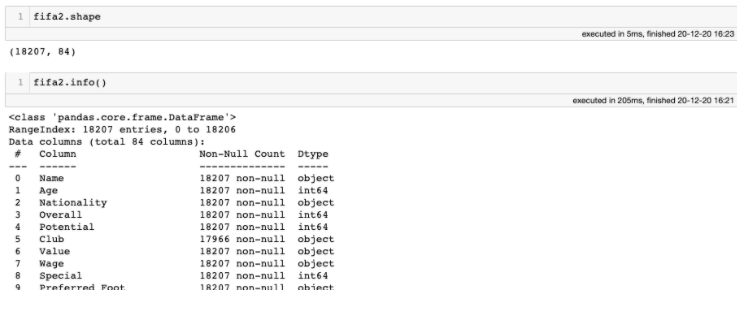 1 fifa2.shape
executed in 5ms, finished 20-12-20 16:23
(18207, 84)
1 fifa2.info()
executed in 205ms, finished 20-12-20 16:21
<class 'pandas.core.frame.DataFrame'>
RangeIndex: 18207 entries, 0 to 18206
Data columns (total 84 columns):
# Column Non-Null Count Dtype
--- ------ -------------- -----
0 Name 18207 non-null object
1 Age 18207 non-null int64
2 Nationality 18207 non-null object
3 Overall 18207 non-null int64
4 Potential 18207 non-null int64
5 Club 17966 non-null object
6 Value 18207 non-null object
7 Wage 18207 non-null object
8 Special 18207 non-null int64
9 Preferred Foot 18207 non-null object